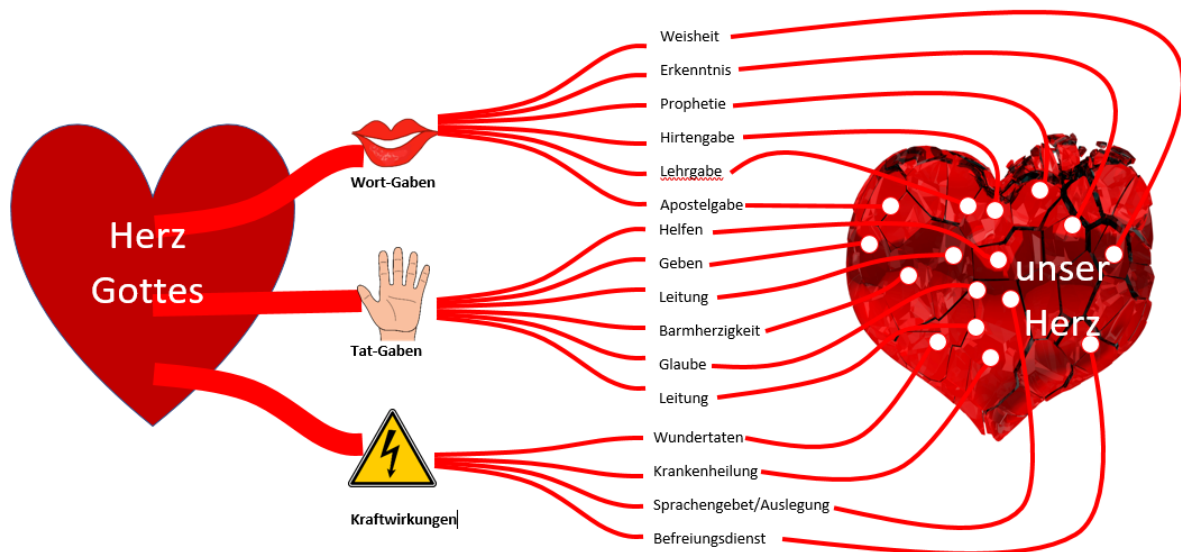 Herz
Gottes
Wort-Gaben
Tat-Gaben
Kraftwirkungen
Weisheit
Erkenntnis
Prophetie
Hirtengabe
Lehrgabe
Apostelgabe
Helfen
Geben
Leitung
Barmherzigkeit
Glaube
Leitung
Wundertaten
Krankenheilung
Sprachengebet/Auslegung
Befreiungsdienst
unser
Herz